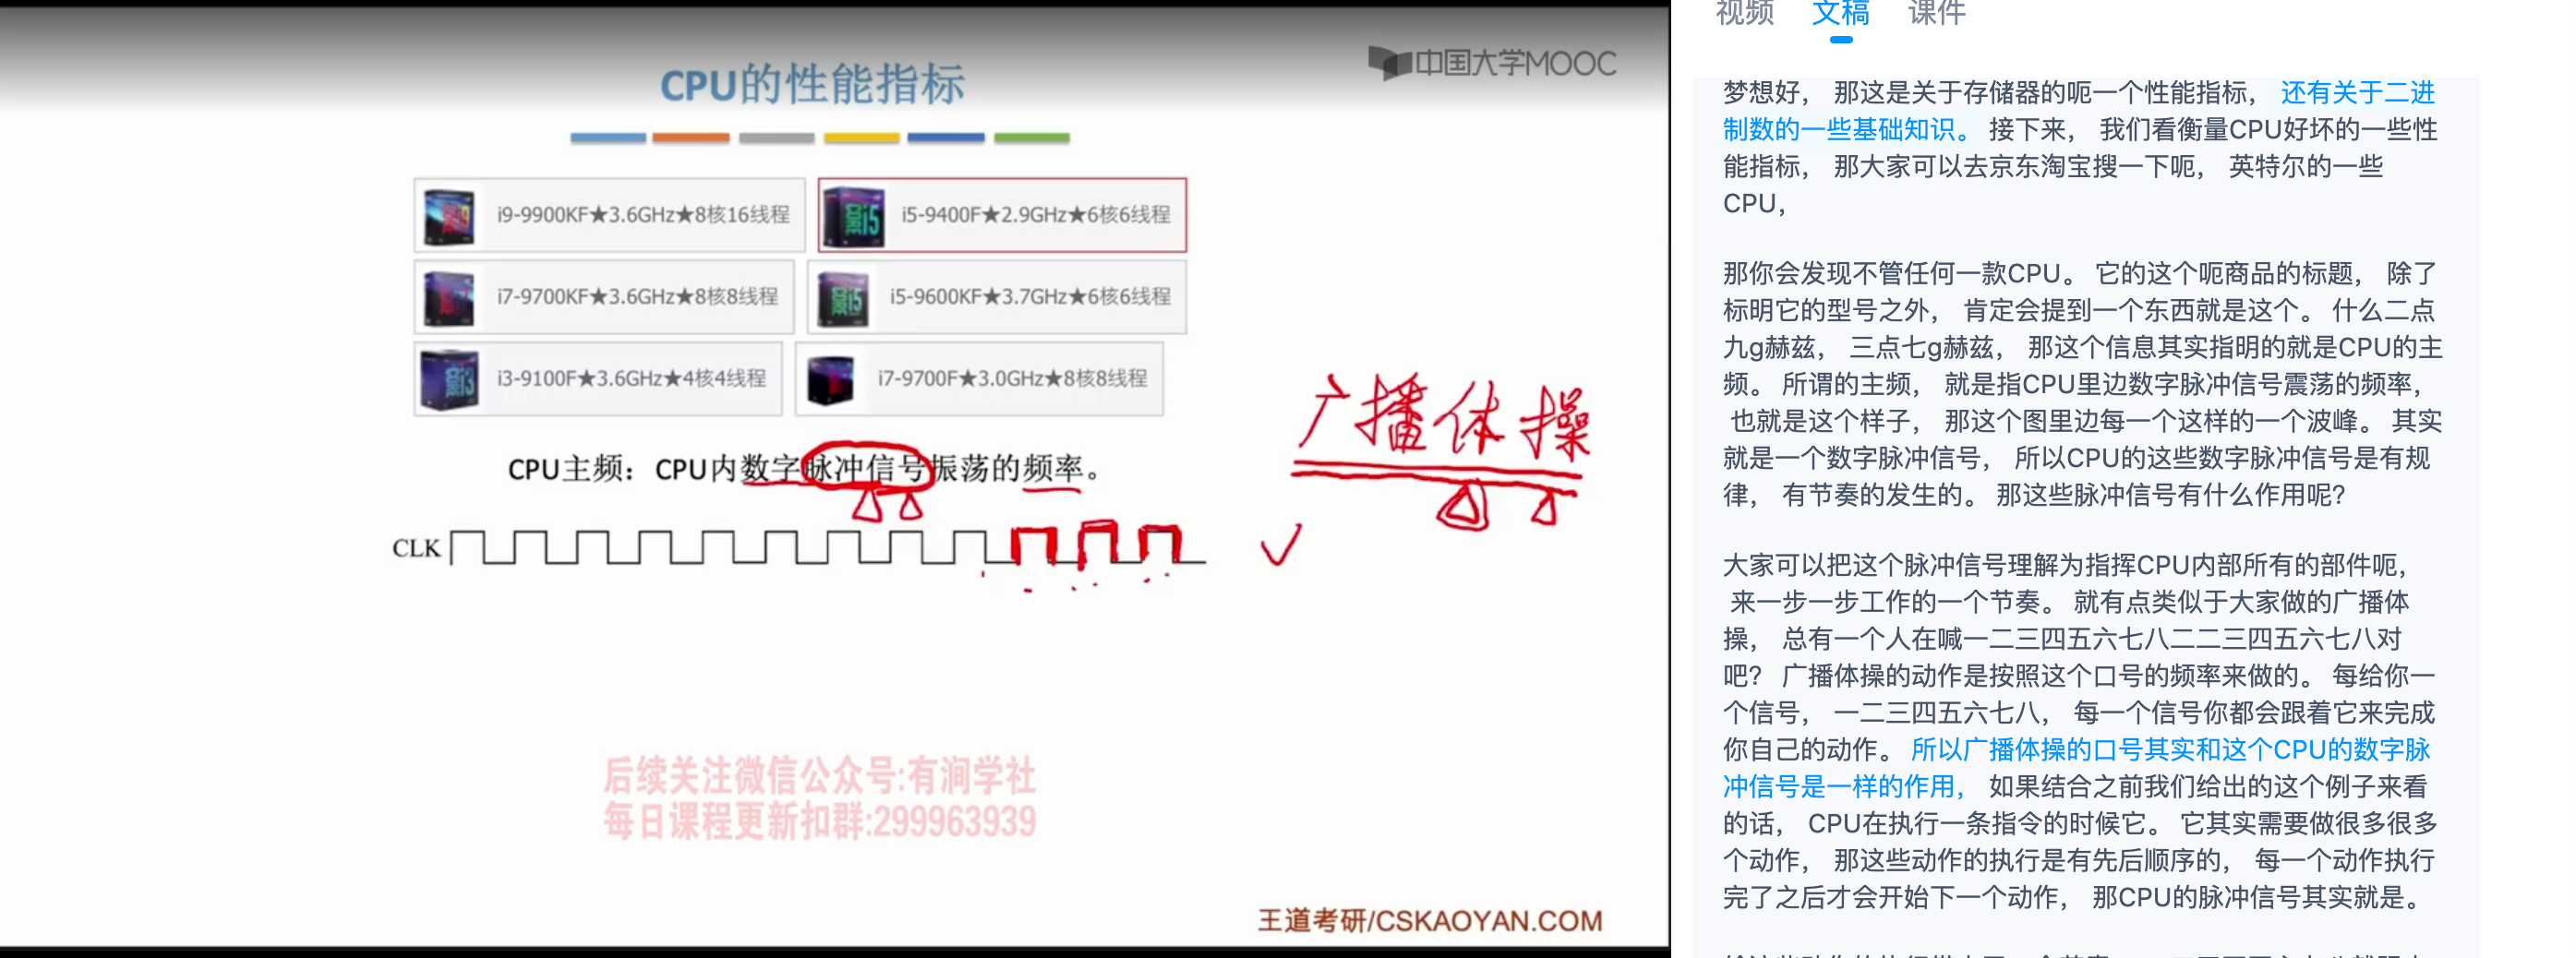 中国大学MOOC
CPU的性能指标
i9-9900KF★3.6GHz★8核16线程
i5-9400F★2.9GHz★6核6线程
i7-9700KF★3.6GHz★8核8线程
i5-9600KF★3.7GHz★6核6线程
i3-9100F★3.6GHz★4核4线程
i7-9700F★3.0GHz★8核8线程
广播体操
CPU主频：CPU内数字脉冲信号振荡的频率。
CLK
后续关注微信公众号:有涧学社
每日课程更新扣群:299963939
王道考研/CSKAOYAN.COM
视频 文稿 课件
梦想好， 那这是关于存储器的呃一个性能指标， 还有关于二进
制数的一些基础知识。 接下来， 我们看衡量CPU好坏的一些性
能指标， 那大家可以去京东淘宝搜一下呃， 英特尔的一些
CPU，
那你会发现不管任何一款CPU。 它的这个呃商品的标题， 除了
标明它的型号之外， 肯定会提到一个东西就是这个。 什么二点
九g赫兹， 三点七g赫兹， 那这个信息其实指明的就是CPU的主
频。 所谓的主频， 就是指CPU里边数字脉冲信号震荡的频率，
也就是这个样子， 那这个图里边每一个这样的一个波峰。 其实
就是一个数字脉冲信号， 所以CPU的这些数字脉冲信号是有规
律， 有节奏的发生的。 那这些脉冲信号有什么作用呢？
大家可以把这个脉冲信号理解为指挥CPU内部所有的部件呃，
来一步一步工作的一个节奏。 就有点类似于大家做的广播体
操， 总有一个人在喊一二三四五六七八二二三四五六七八对
吧？ 广播体操的动作是按照这个口号的频率来做的。 每给你一
个信号， 一二三四五六七八， 每一个信号你都会跟着它来完成
你自己的动作。 所以广播体操的口号其实和这个CPU的数字脉
冲信号是一样的作用， 如果结合之前我们给出的这个例子来看
的话， CPU在执行一条指令的时候它。 它其实需要做很多很多
个动作， 那这些动作的执行是有先后顺序的， 每一个动作执行
完了之后才会开始下一个动作， 那CPU的脉冲信号其实就是。